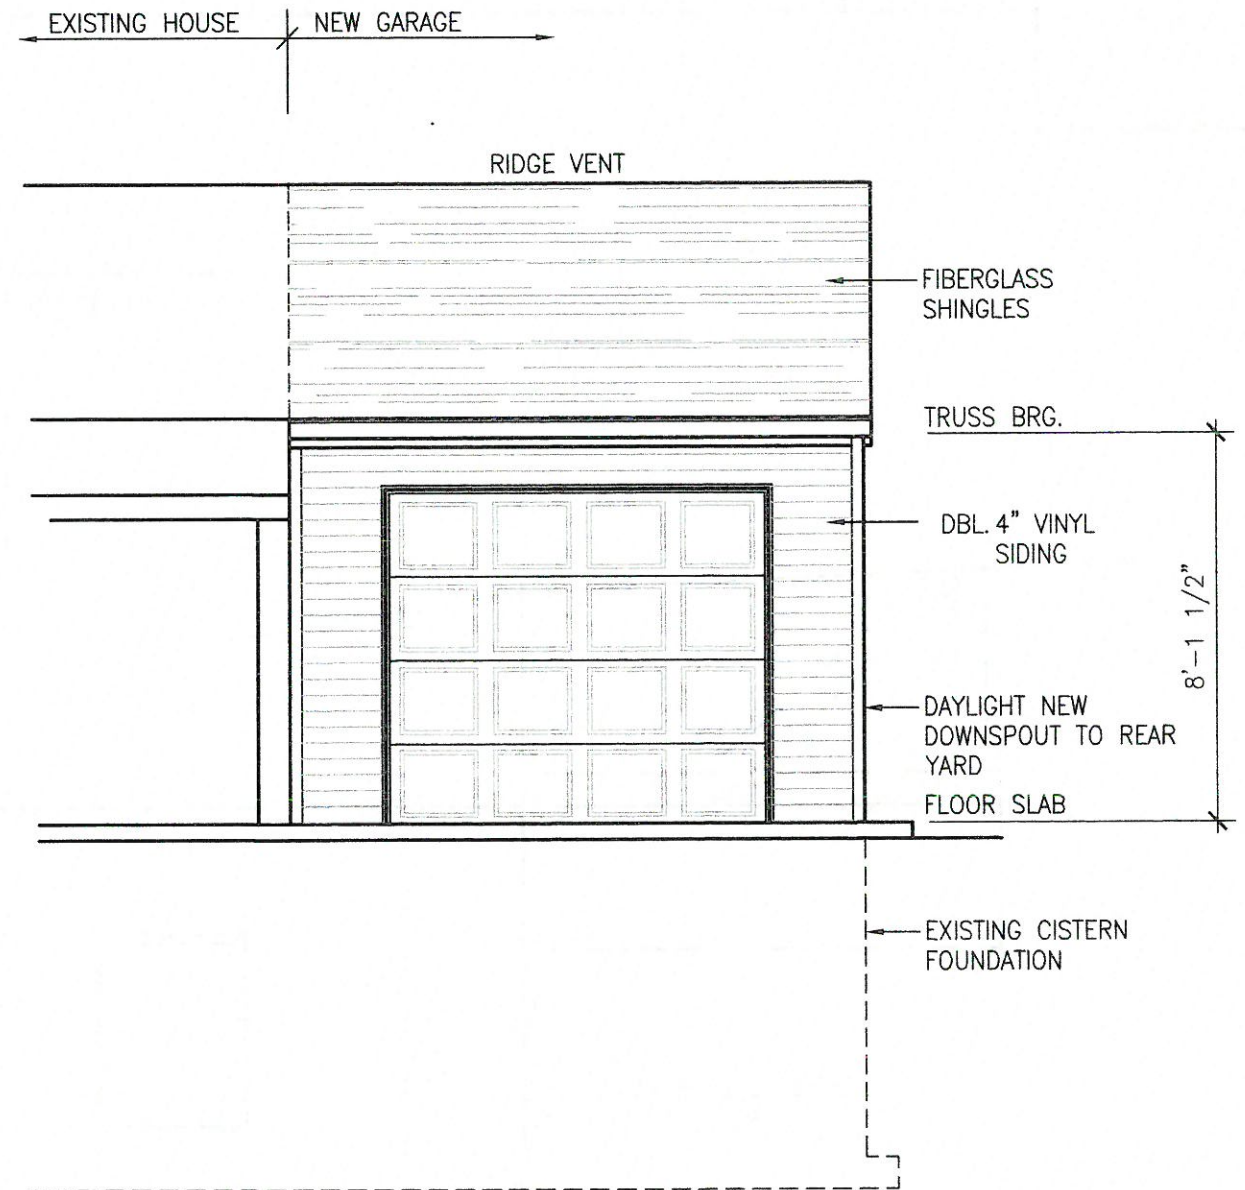 EXISTING HOUSE
NEW GARAGE
RIDGE VENT
FIBERGLASS
SHINGLES
TRUSS BRG.
DBL. 4" VINYL
SIDING
8'-1 1/2"
DAYLIGHT NEW
DOWNSPOUT TO REAR
YARD
FLOOR SLAB
EXISTING CISTERN
FOUNDATION